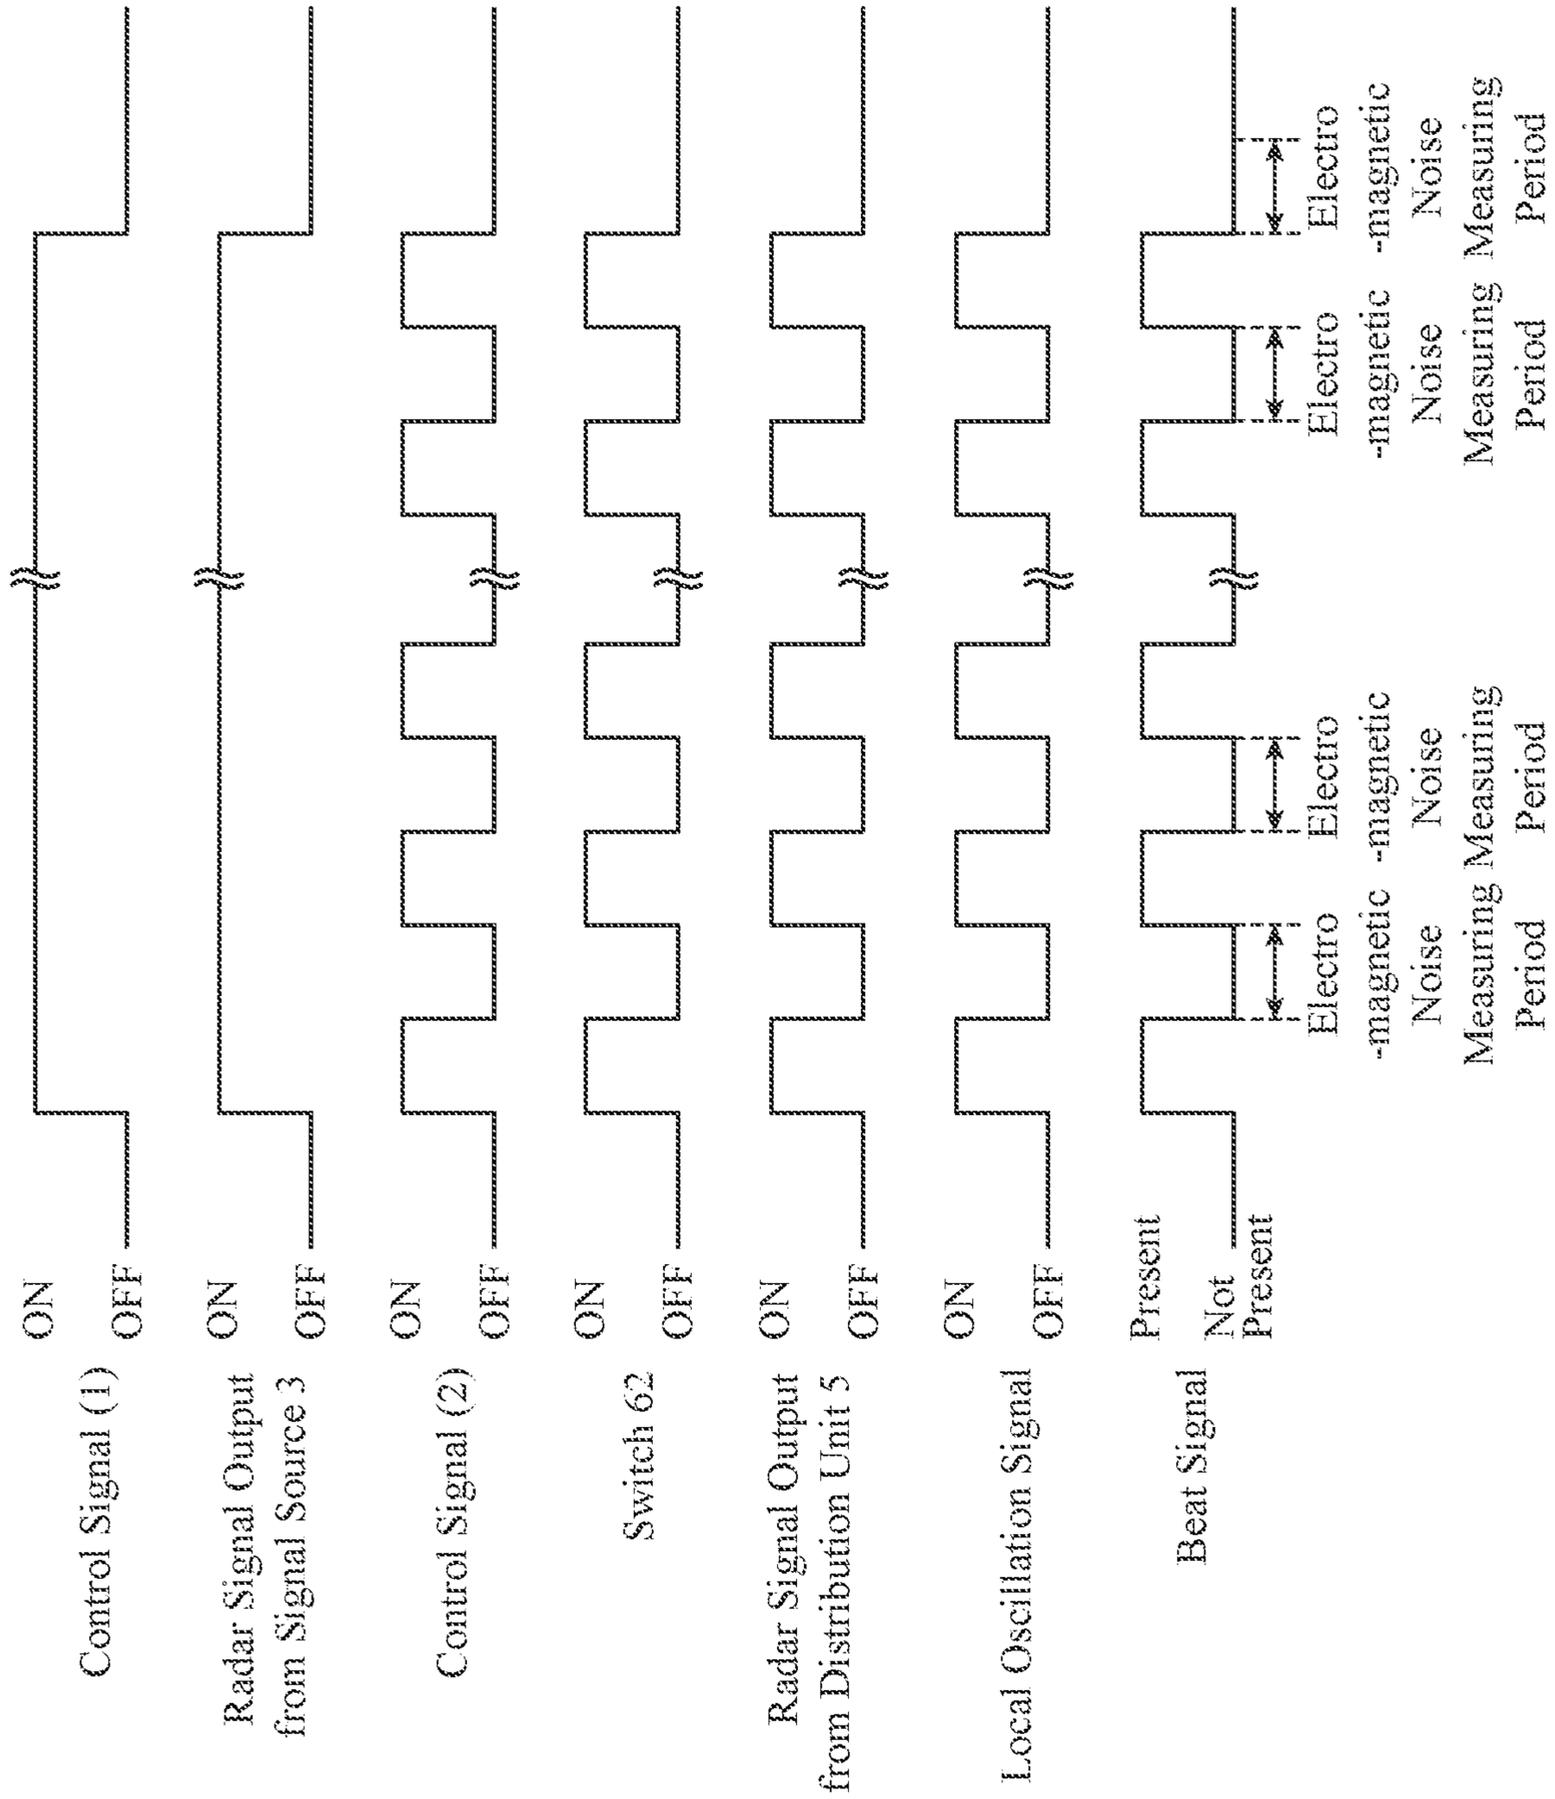 Control Signal (1)
ON
OFF
Radar Signal Output
from Signal Source 3
ON
OFF
Control Signal (2)
ON
OFF
Switch 62
ON
OFF
Radar Signal Output
from Distribution Unit 5
ON
OFF
Local Oscillation Signal
ON
OFF
Beat Signal
Present
Not
Present
Electro
-magnetic
Noise
Measuring
Period
Electro
-magnetic
Noise
Measuring
Period
Electro
-magnetic
Noise
Measuring
Period
Electro
-magnetic
Noise
Measuring
Period